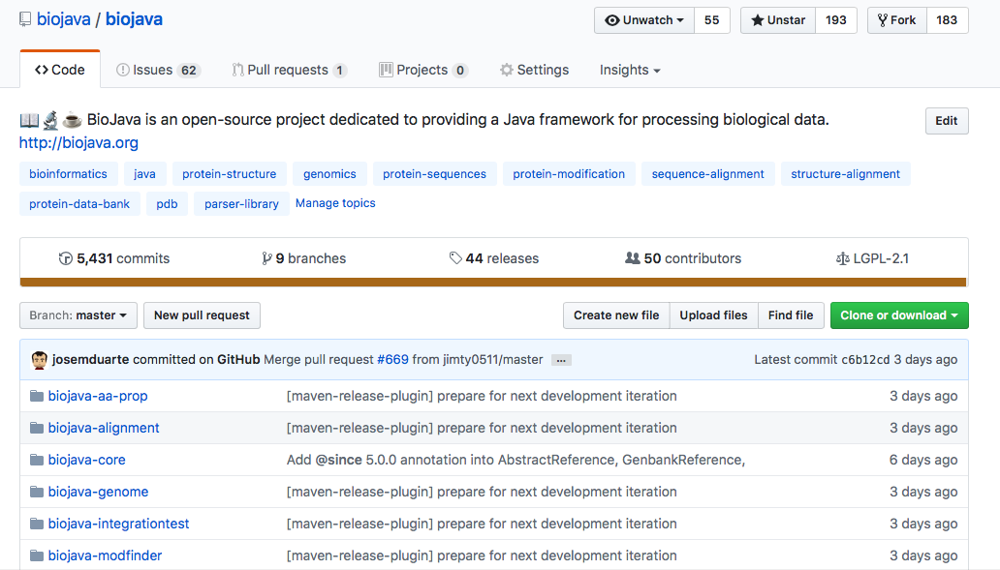 biojava / biojava Unwatch 55 Unstar 193 Fork 183
Code Issues 62 Pull requests 1 Projects 0 Settings Insights
BioJava is an open-source project dedicated to providing a Java framework for processing biological data. Edit
http://biojava.org
bioinformatics java protein-structure genomics protein-sequences protein-modification sequence-alignment structure-alignment
protein-data-bank pdb parser-library Manage topics
5,431 commits 9 branches 44 releases 50 contributors LGPL-2.1
Branch: master New pull request Create new file Upload files Find file Clone or download
josemduarte committed on GitHub Merge pull request #669 from jimty0511/master ... Latest commit c6b12cd 3 days ago
biojava-aa-prop [maven-release-plugin] prepare for next development iteration 3 days ago
biojava-alignment [maven-release-plugin] prepare for next development iteration 3 days ago
biojava-core Add @since 5.0.0 annotation into AbstractReference, GenbankReference, 6 days ago
biojava-genome [maven-release-plugin] prepare for next development iteration 3 days ago
biojava-integrationtest [maven-release-plugin] prepare for next development iteration 3 days ago
biojava-modfinder [maven-release-plugin] prepare for next development iteration 3 days ago